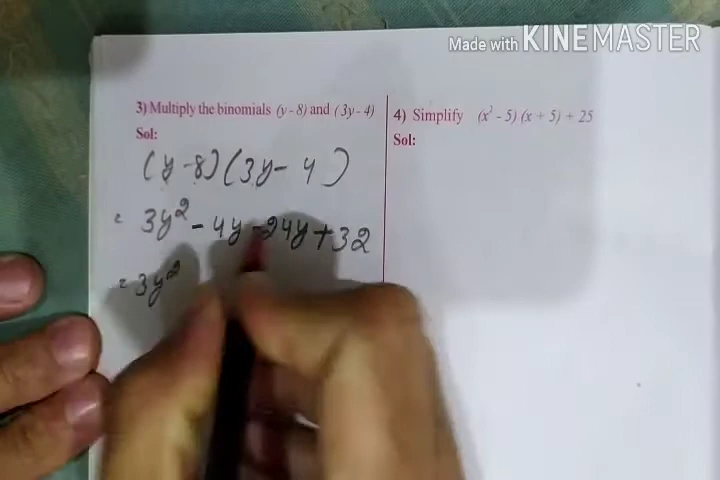 Made with KINEMASTER
3) Multiply the binomials (y - 8) and (3y - 4)
Sol:
(y - 8)(3y - 4)
= 3y² - 4y - 24y + 32
= 3y²
4) Simplify (x² - 5) (x + 5) + 25
Sol: